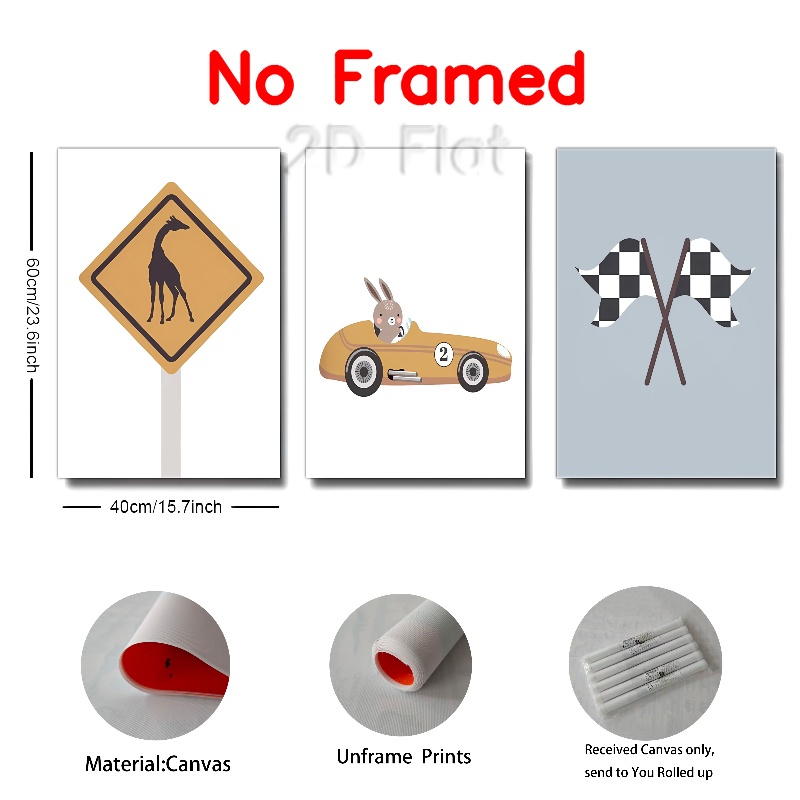 No Framed
2D Flat
60cm/23.6inch
2
40cm/15.7inch
Material:Canvas
Unframe Prints
Received Canvas only,
send to You Rolled up